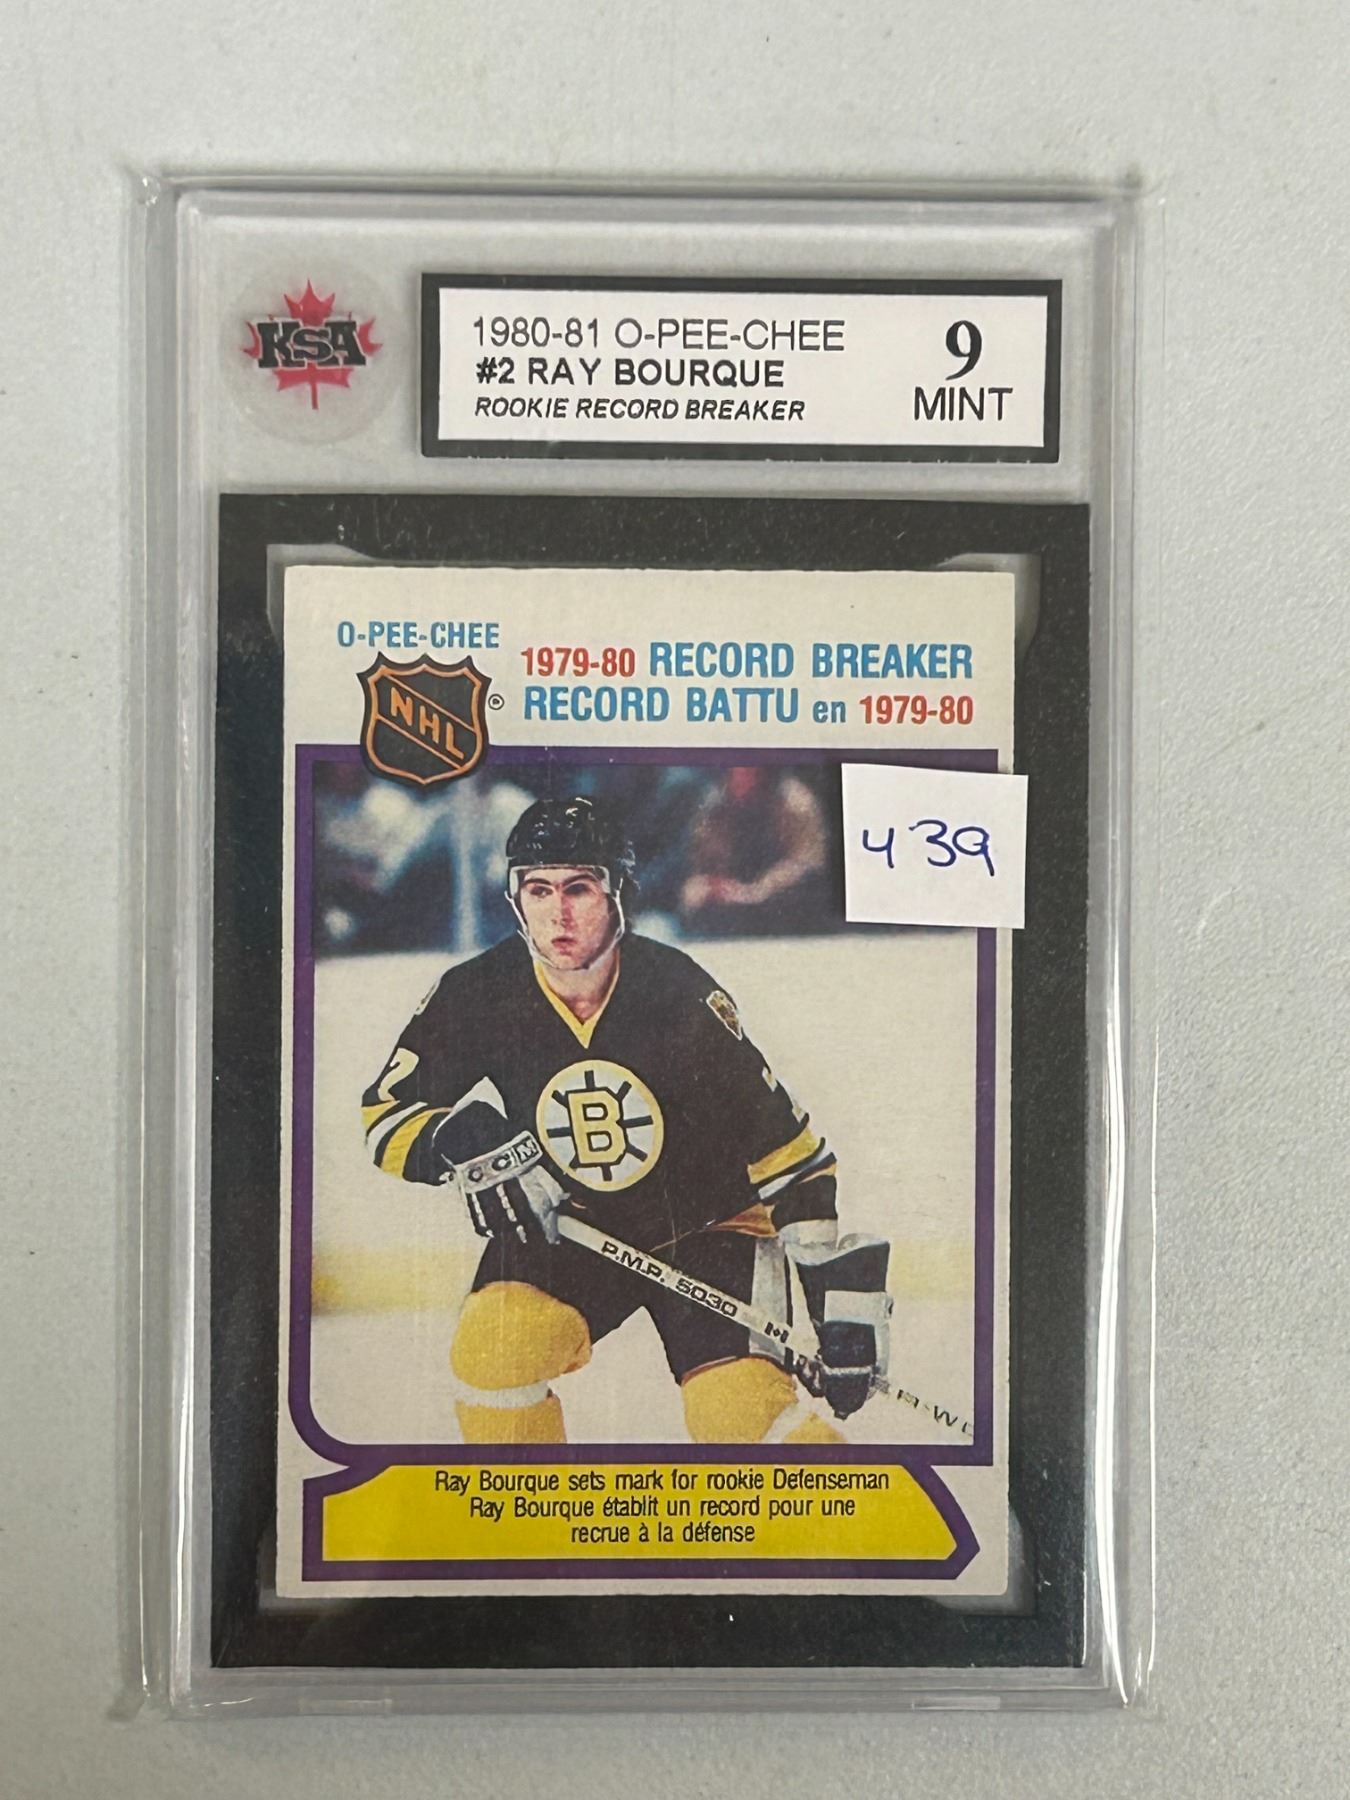 KSA
1980-81 O-PEE-CHEE
#2 RAY BOURQUE
ROOKIE RECORD BREAKER
9
MINT
O-PEE-CHEE
NHL
®
1979-80 RECORD BREAKER
RECORD BATTU en 1979-80
439
7
B
CCM
P.M.P. 5030
Ray Bourque sets mark for rookie Defenseman
Ray Bourque établit un record pour une
recrue à la défense